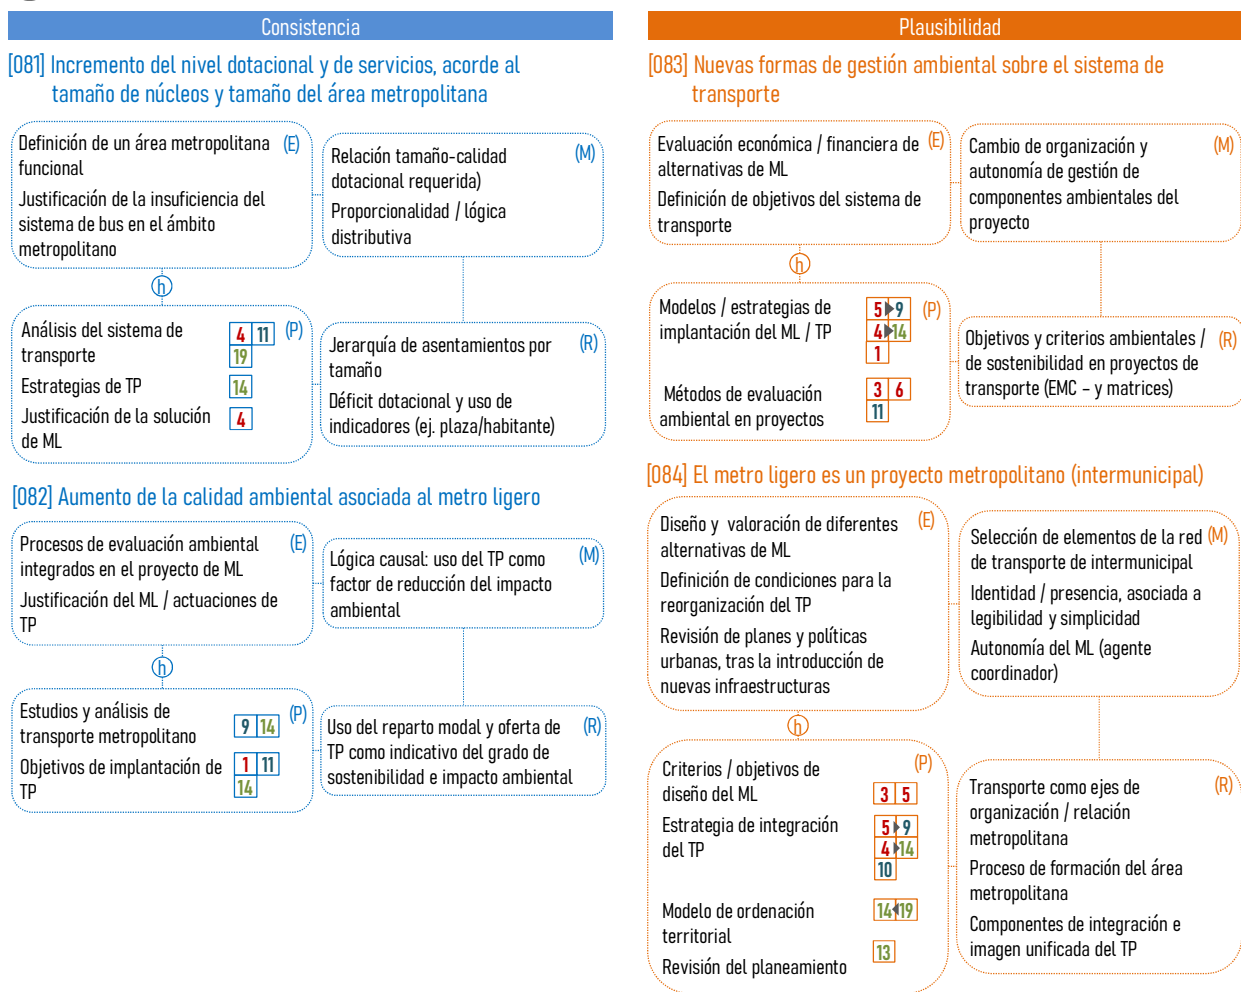 Consistencia
[081] Incremento del nivel dotacional y de servicios, acorde al
tamaño de núcleos y tamaño del área metropolitana
Definición de un área metropolitana (E)
funcional
Justificación de la insuficiencia del
sistema de bus en el ámbito
metropolitano
Relación tamaño-calidad (M)
dotacional requerida)
Proporcionalidad / lógica
distributiva
h
Análisis del sistema de 4 11 (P)
transporte 19
Estrategias de TP 14
Justificación de la solución 4
de ML
Jerarquía de asentamientos por (R)
tamaño
Déficit dotacional y uso de
indicadores (ej. plaza/habitante)
[082] Aumento de la calidad ambiental asociada al metro ligero
Procesos de evaluación ambiental (E)
integrados en el proyecto de ML
Justificación del ML / actuaciones de
TP
Lógica causal: uso del TP como (M)
factor de reducción del impacto
ambiental
h
Estudios y análisis de (P)
transporte metropolitano 9 14
Objetivos de implantación de 1 11
TP 14
Uso del reparto modal y oferta de (R)
TP como indicativo del grado de
sostenibilidad e impacto ambiental
Plausibilidad
[083] Nuevas formas de gestión ambiental sobre el sistema de
transporte
Evaluación económica / financiera de (E)
alternativas de ML
Definición de objetivos del sistema de
transporte
Cambio de organización y (M)
autonomía de gestión de
componentes ambientales del
proyecto
h
Modelos / estrategias de 5 9 (P)
implantación del ML / TP 4 14
1
Métodos de evaluación 3 6
ambiental en proyectos 11
Objetivos y criterios ambientales / (R)
de sostenibilidad en proyectos de
transporte (EMC – y matrices)
[084] El metro ligero es un proyecto metropolitano (intermunicipal)
Diseño y valoración de diferentes (E)
alternativas de ML
Definición de condiciones para la
reorganización del TP
Revisión de planes y políticas
urbanas, tras la introducción de
nuevas infraestructuras
Selección de elementos de la red (M)
de transporte de intermunicipal
Identidad / presencia, asociada a
legibilidad y simplicidad
Autonomía del ML (agente
coordinador)
h
Criterios / objetivos de (P)
diseño del ML 3 5
Estrategia de integración 5 9
del TP 4 14
10
Modelo de ordenación 14 19
territorial
Revisión del planeamiento 13
Transporte como ejes de (R)
organización / relación
metropolitana
Proceso de formación del área
metropolitana
Componentes de integración e
imagen unificada del TP